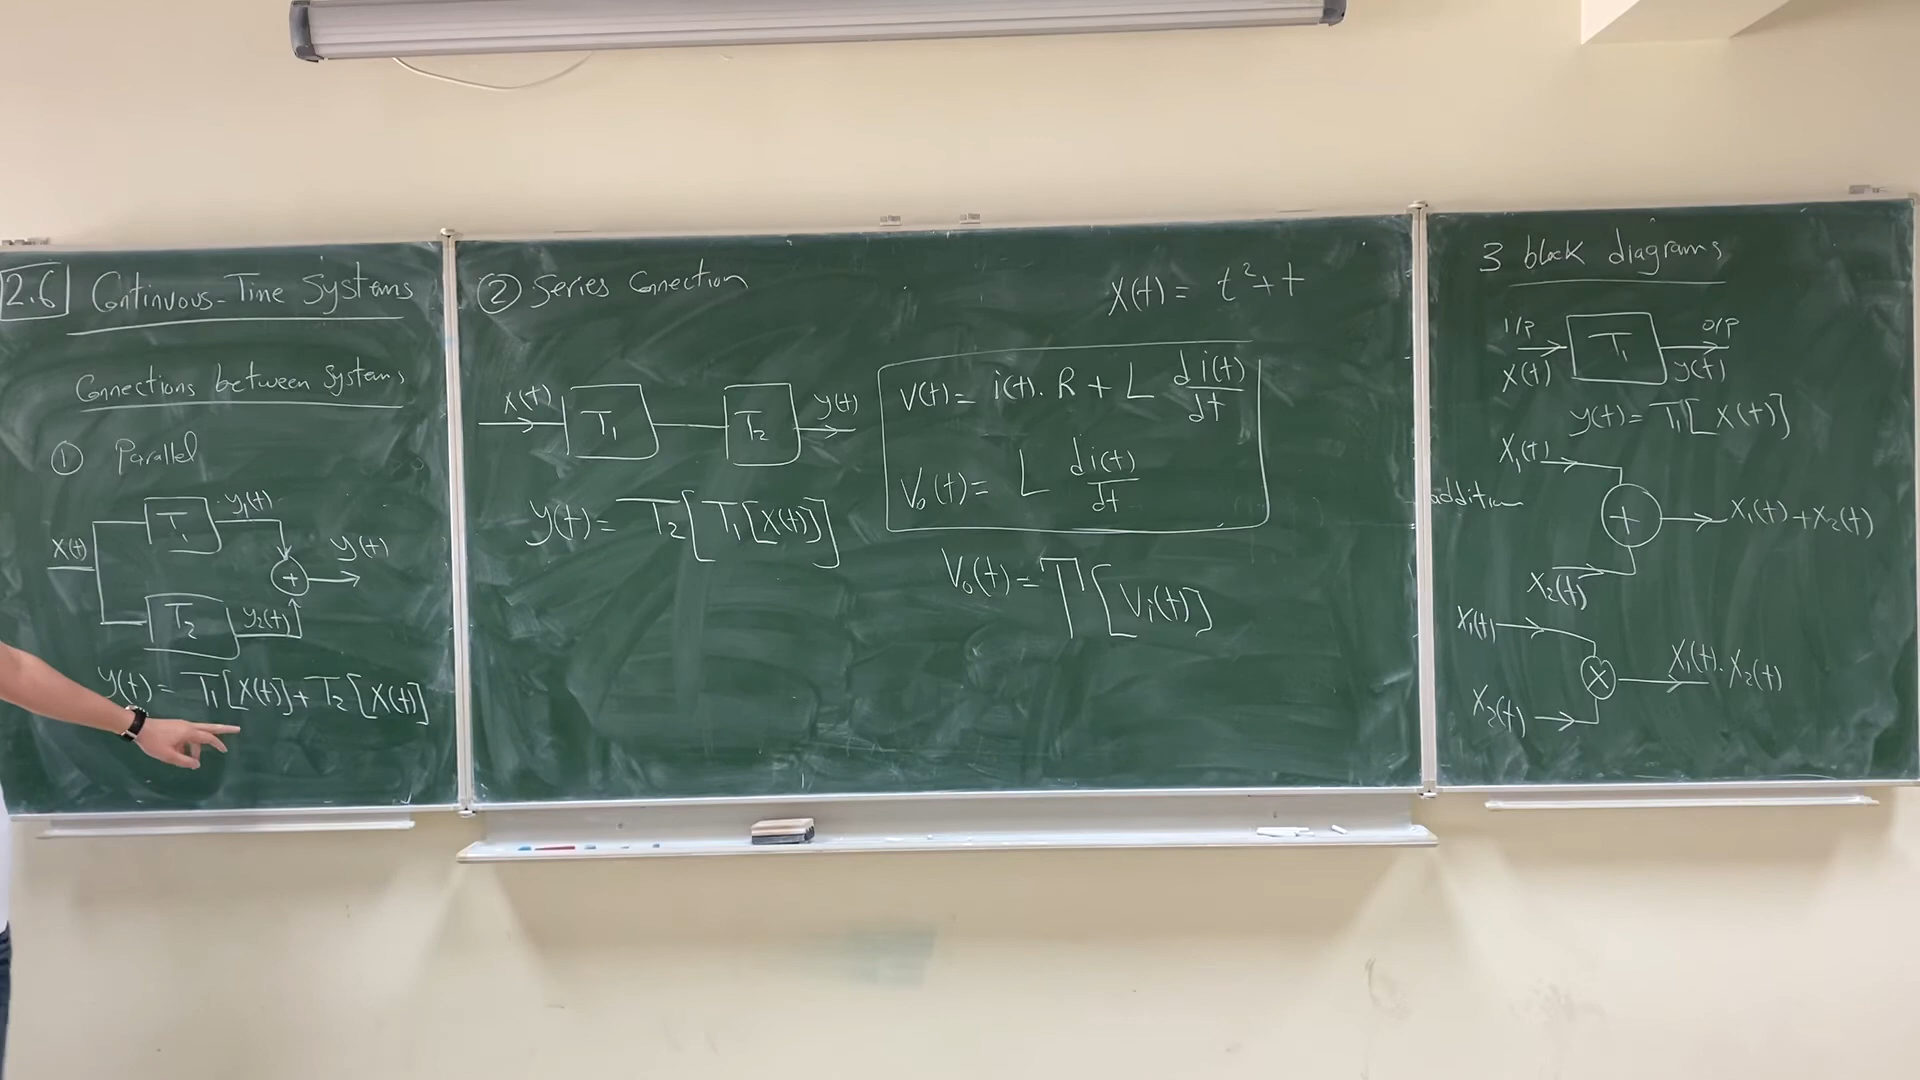 2.6 Continuous-Time Systems
Connections between systems
① Parallel
T₁
y₁(t)
x(t)
+
y(t)
T₂
y₂(t)
y(t) = T₁[x(t)] + T₂[x(t)]
② Series Connection
x(t) = t² + t
x(t)
T₁
T₂
y(t)
y(t) = T₂[T₁[x(t)]]
v(t) = i(t). R + L di(t)/dt
V₀(t) = L di(t)/dt
V₀(t) = T[Vᵢ(t)]
3 block diagrams
i/p
T₁
o/p
x(t)
y(t)
y(t) = T₁[x(t)]
x₁(t)
addition
+
x₁(t) + x₂(t)
x₂(t)
x₁(t)
x
x₁(t). x₂(t)
x₂(t)